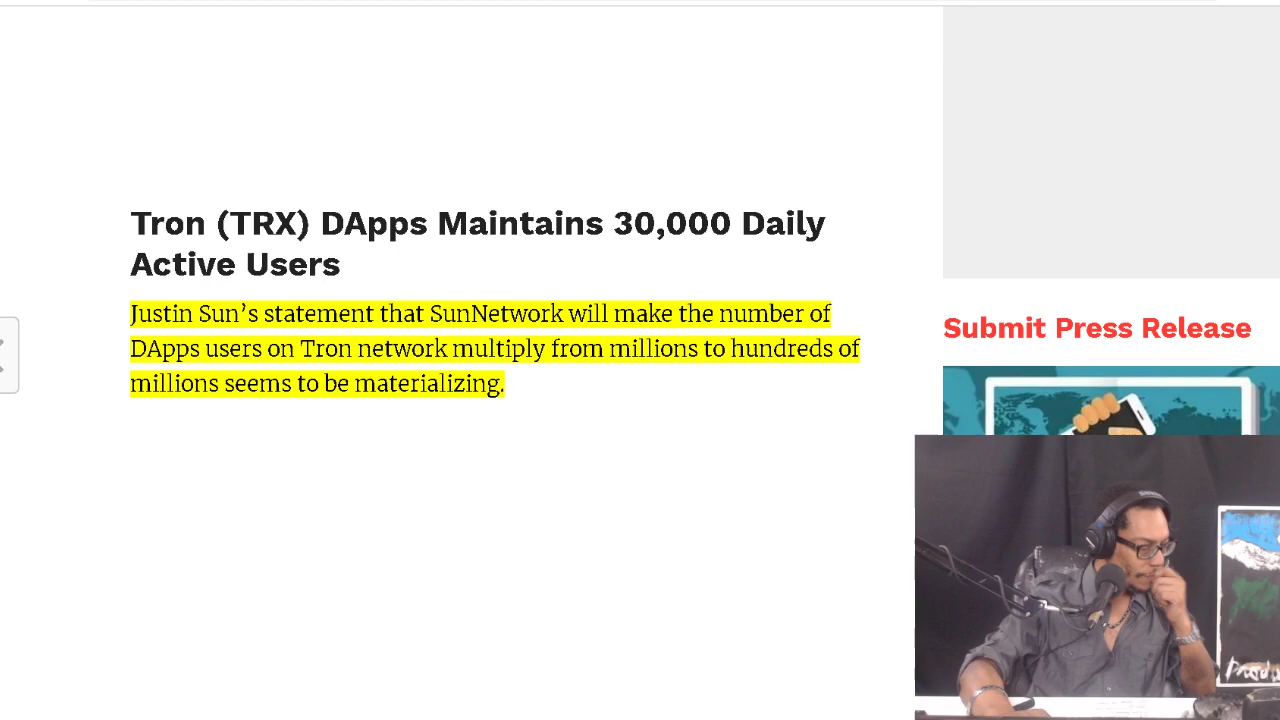 Tron (TRX) DApps Maintains 30,000 Daily
Active Users
Justin Sun’s statement that SunNetwork will make the number of
DApps users on Tron network multiply from millions to hundreds of
millions seems to be materializing.
Submit Press Release